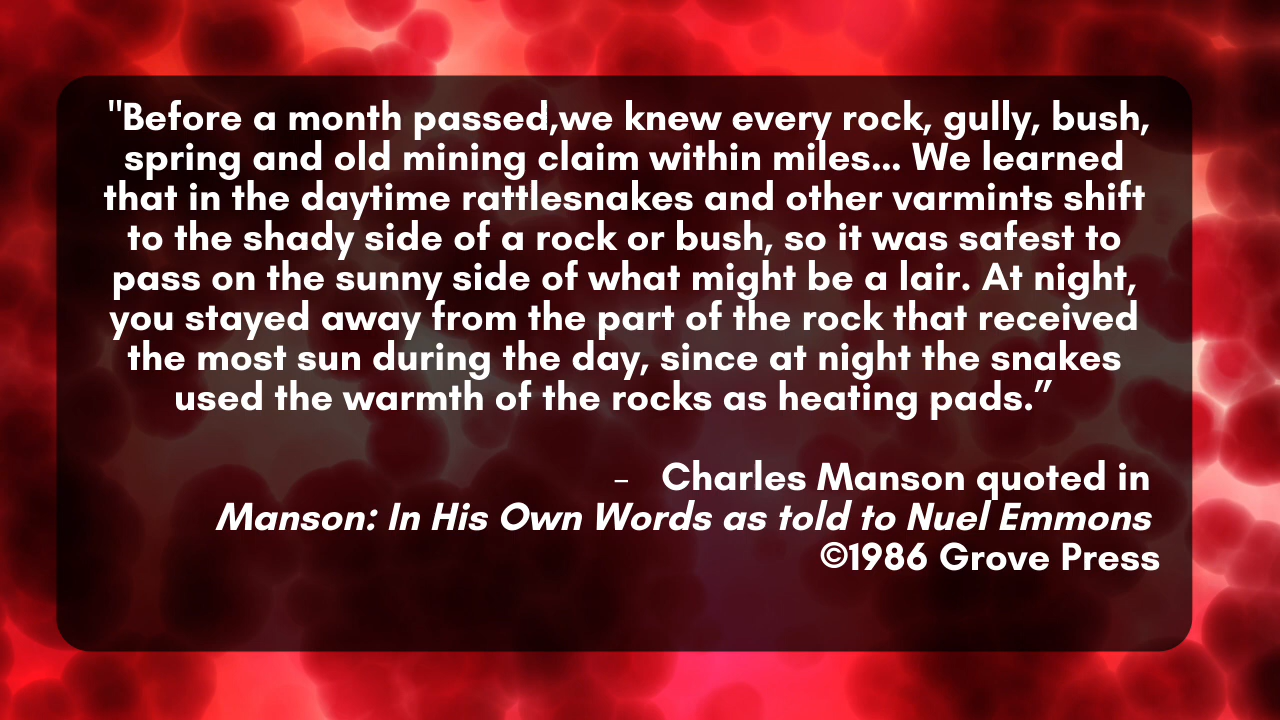 "Before a month passed,we knew every rock, gully, bush,
spring and old mining claim within miles... We learned
that in the daytime rattlesnakes and other varmints shift
to the shady side of a rock or bush, so it was safest to
pass on the sunny side of what might be a lair. At night,
you stayed away from the part of the rock that received
the most sun during the day, since at night the snakes
used the warmth of the rocks as heating pads.”
– Charles Manson quoted in
Manson: In His Own Words as told to Nuel Emmons
©1986 Grove Press